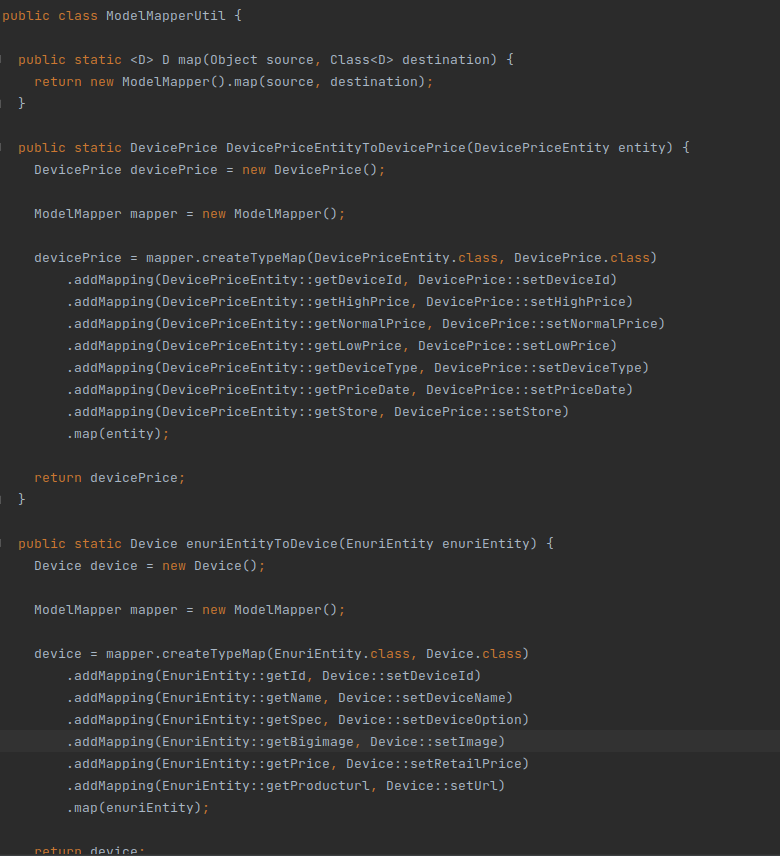 public class ModelMapperUtil {
public static <D> D map(Object source, Class<D> destination) {
return new ModelMapper().map(source, destination);
}
public static DevicePrice DevicePriceEntityToDevicePrice(DevicePriceEntity entity) {
DevicePrice devicePrice = new DevicePrice();
ModelMapper mapper = new ModelMapper();
devicePrice = mapper.createTypeMap(DevicePriceEntity.class, DevicePrice.class)
.addMapping(DevicePriceEntity::getDeviceId, DevicePrice::setDeviceId)
.addMapping(DevicePriceEntity::getHighPrice, DevicePrice::setHighPrice)
.addMapping(DevicePriceEntity::getNormalPrice, DevicePrice::setNormalPrice)
.addMapping(DevicePriceEntity::getLowPrice, DevicePrice::setLowPrice)
.addMapping(DevicePriceEntity::getDeviceType, DevicePrice::setDeviceType)
.addMapping(DevicePriceEntity::getPriceDate, DevicePrice::setPriceDate)
.addMapping(DevicePriceEntity::getStore, DevicePrice::setStore)
.map(entity);
return devicePrice;
}
public static Device enuriEntityToDevice(EnuriEntity enuriEntity) {
Device device = new Device();
ModelMapper mapper = new ModelMapper();
device = mapper.createTypeMap(EnuriEntity.class, Device.class)
.addMapping(EnuriEntity::getId, Device::setDeviceId)
.addMapping(EnuriEntity::getName, Device::setDeviceName)
.addMapping(EnuriEntity::getSpec, Device::setDeviceOption)
.addMapping(EnuriEntity::getBigimage, Device::setImage)
.addMapping(EnuriEntity::getPrice, Device::setRetailPrice)
.addMapping(EnuriEntity::getProducturl, Device::setUrl)
.map(enuriEntity);
return device;